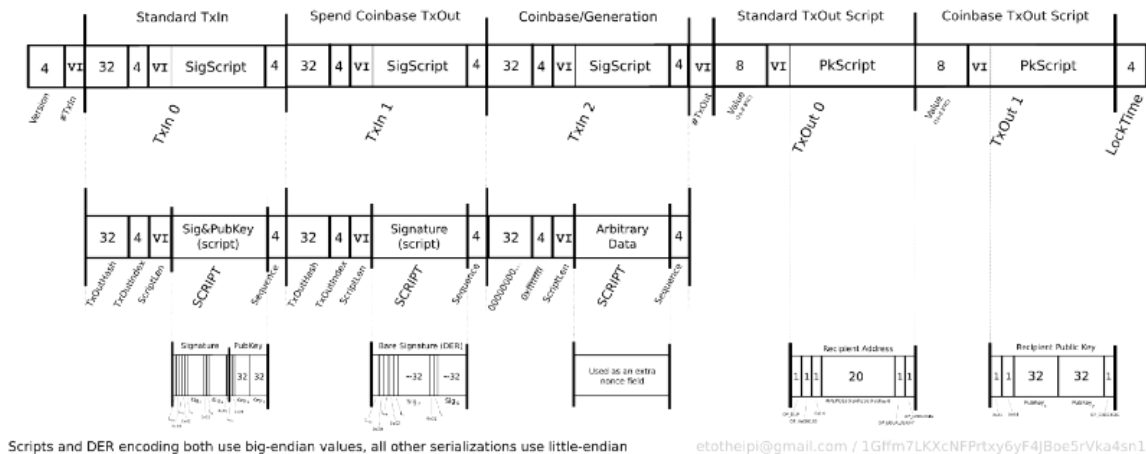 Standard TxIn Spend Coinbase TxOut Coinbase/Generation Standard TxOut Script Coinbase TxOut Script
4 VI 32 4 VI SigScript 4 32 4 VI SigScript 4 32 4 VI SigScript 4 VI 8 VI PkScript 8 VI PkScript 4
Version #TxIn TxIn 0 TxIn 1 TxIn 2 #TxOut Value TxOut 0 Value TxOut 1 LockTime
32 4 VI Sig&PubKey 4 32 4 VI Signature 4 32 4 VI Arbitrary 4
(script) (script) Data
TxOutHash TxOutIndex ScriptLen SCRIPT Sequence TxOutHash TxOutIndex ScriptLen SCRIPT Sequence 00000000... 0xffffffff ScriptLen SCRIPT Sequence
Signature PubKey Bare Signature (DER) Recipient Address Recipient Public Key
32 32 ~32 ~32 Used as an extra 1 1 1 20 1 1 1 1 32 32 1
nonce field
Scripts and DER encoding both use big-endian values, all other serializations use little-endian
etotheipi@gmail.com / 1Gffm7LKXcNFPrtxy6yF4JBoe5rVka4sn1